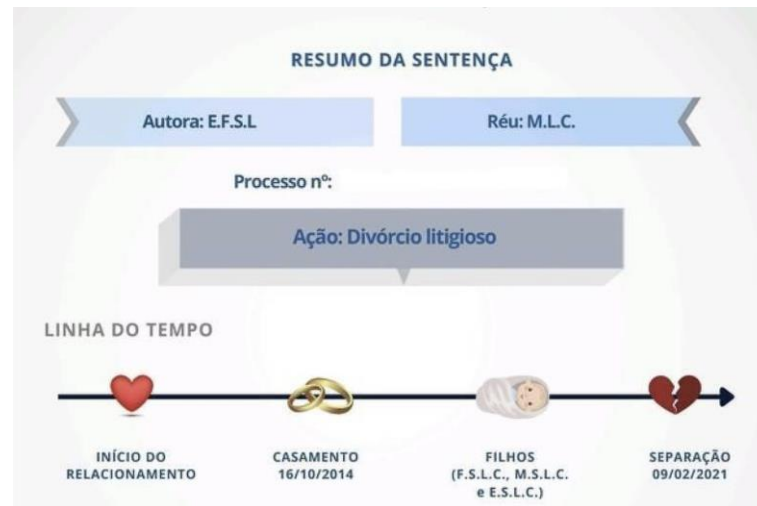 RESUMO DA SENTENÇA
Autora: E.F.S.L
Réu: M.L.C.
Processo nº:
Ação: Divórcio litigioso
LINHA DO TEMPO
INÍCIO DO
RELACIONAMENTO
CASAMENTO
16/10/2014
FILHOS
(F.S.L.C., M.S.L.C.
e E.S.L.C.)
SEPARAÇÃO
09/02/2021